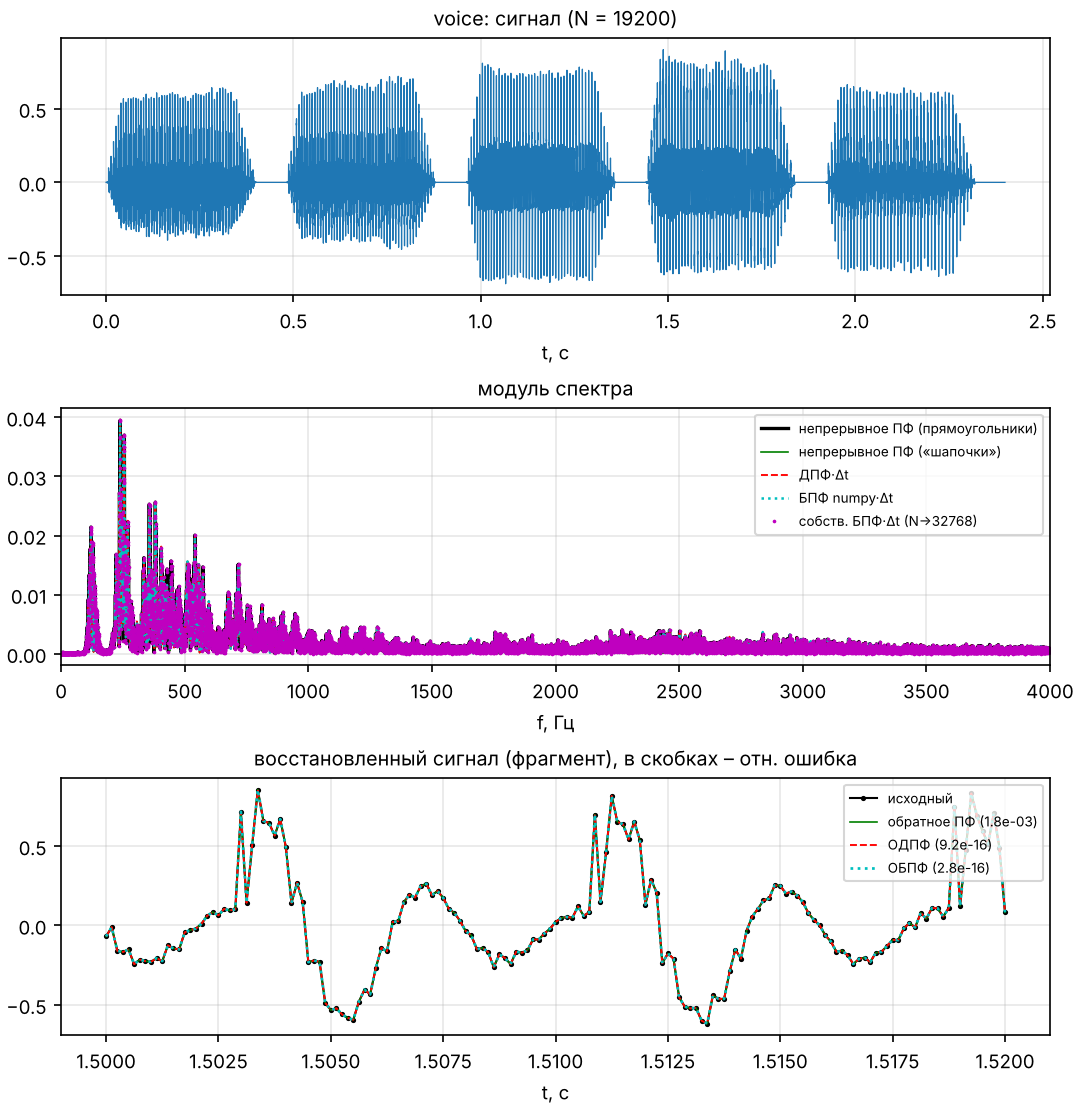 voice: сигнал (N = 19200)
0.5
0.0
−0.5
0.0 0.5 1.0 1.5 2.0 2.5
t, с
модуль спектра
0.04
0.03
0.02
0.01
0.00
непрерывное ПФ (прямоугольники)
непрерывное ПФ («шапочки»)
ДПФ·Δt
БПФ numpy·Δt
собств. БПФ·Δt (N→32768)
0 500 1000 1500 2000 2500 3000 3500 4000
f, Гц
восстановленный сигнал (фрагмент), в скобках – отн. ошибка
0.5
0.0
−0.5
исходный
обратное ПФ (1.8e-03)
ОДПФ (9.2e-16)
ОБПФ (2.8e-16)
1.5000 1.5025 1.5050 1.5075 1.5100 1.5125 1.5150 1.5175 1.5200
t, с